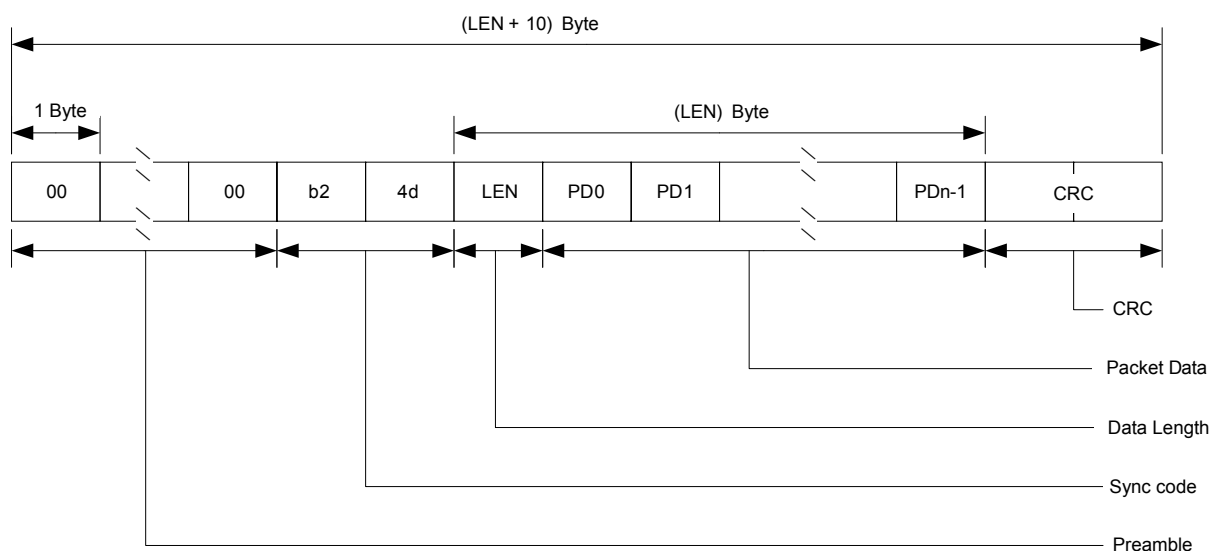 (LEN + 10) Byte
1 Byte
(LEN) Byte
00
00
b2
4d
LEN
PD0
PD1
PDn-1
CRC
CRC
Packet Data
Data Length
Sync code
Preamble